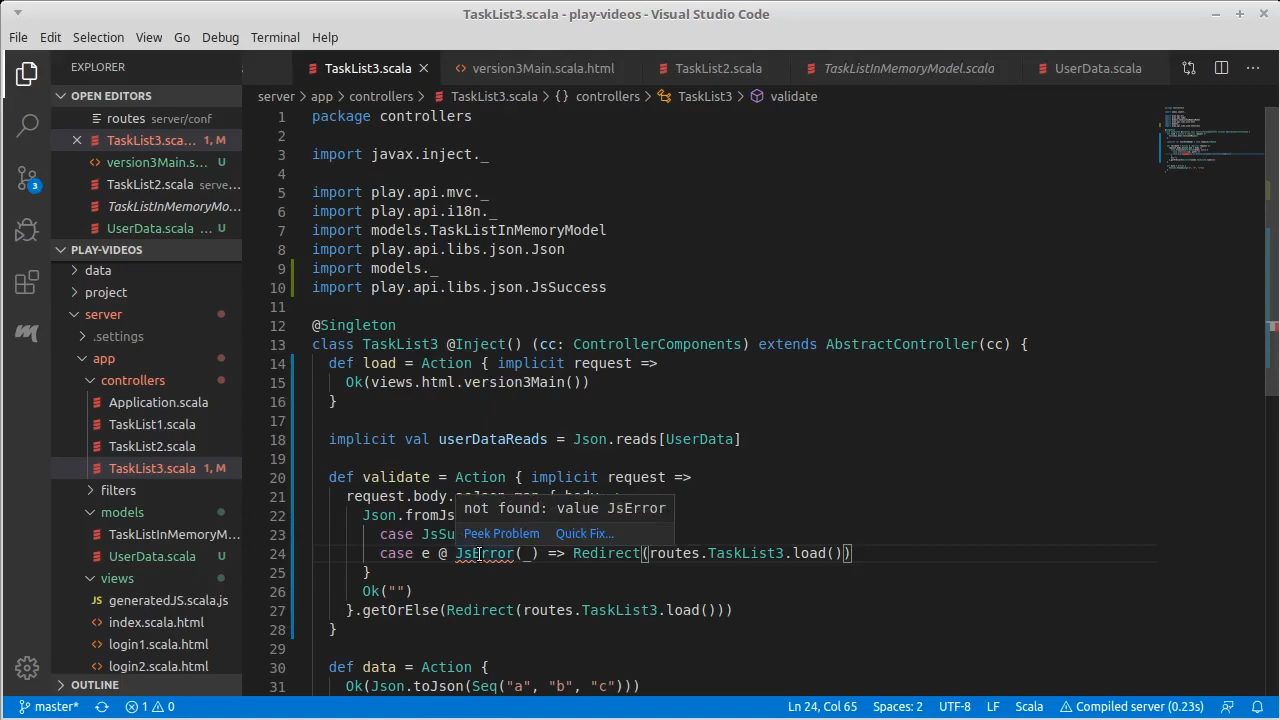 TaskList3.scala - play-videos - Visual Studio Code
File Edit Selection View Go Debug Terminal Help
EXPLORER
OPEN EDITORS
routes server/conf
TaskList3.sca... 1, M
version3Main.s... U
TaskList2.scala serve...
TaskListInMemoryMo...
UserData.scala ... U
PLAY-VIDEOS
data
project
server
.settings
app
controllers
Application.scala
TaskList1.scala
TaskList2.scala
TaskList3.scala 1, M
filters
models
TaskListInMemoryM...
UserData.scala U
views
generatedJS.scala.js
index.scala.html
login1.scala.html
login2.scala.html
OUTLINE
3
TaskList3.scala version3Main.scala.html TaskList2.scala TaskListInMemoryModel.scala UserData.scala
server app controllers TaskList3.scala {} controllers TaskList3 validate
1 package controllers
2
3 import javax.inject._
4
5 import play.api.mvc._
6 import play.api.i18n._
7 import models.TaskListInMemoryModel
8 import play.api.libs.json.Json
9 import models._
10 import play.api.libs.json.JsSuccess
11
12 @Singleton
13 class TaskList3 @Inject() (cc: ControllerComponents) extends AbstractController(cc) {
14 def load = Action { implicit request =>
15 Ok(views.html.version3Main())
16 }
17
18 implicit val userDataReads = Json.reads[UserData]
19
20 def validate = Action { implicit request =>
21 request.body.
22 Json.fromJs
23 case JsSu
24 case e @ JsError(_) => Redirect(routes.TaskList3.load())
25 }
26 Ok("")
27 }.getOrElse(Redirect(routes.TaskList3.load()))
28 }
29
30 def data = Action {
31 Ok(Json.toJson(Seq("a", "b", "c")))
not found: value JsError
Peek Problem Quick Fix...
master* 1 0 Ln 24, Col 65 Spaces: 2 UTF-8 LF Scala Compiled server (0.23s)